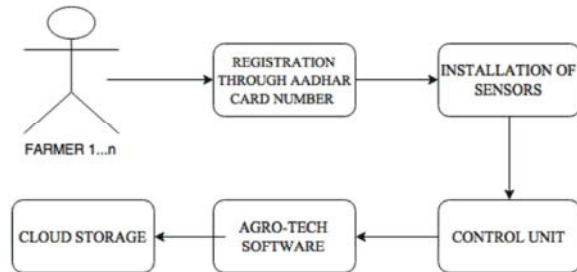 REGISTRATION
THROUGH AADHAR
CARD NUMBER
INSTALLATION OF
SENSORS
FARMER 1...n
CLOUD STORAGE
AGRO-TECH
SOFTWARE
CONTROL UNIT